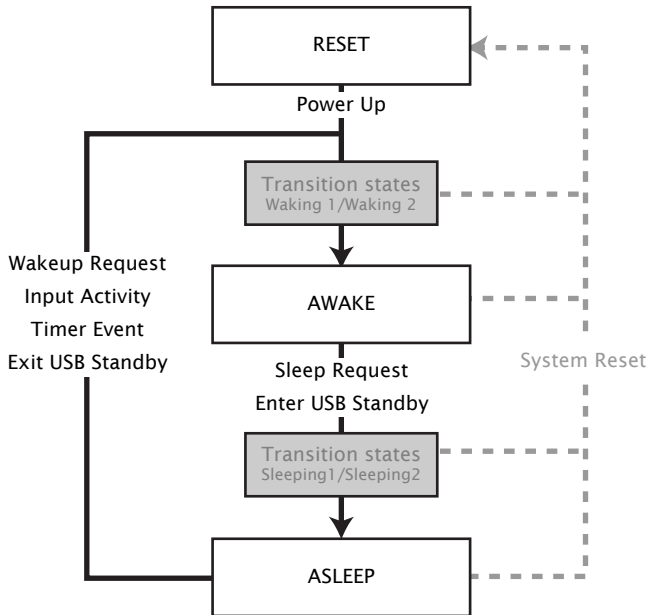 RESET
Power Up
Transition states
Waking 1/Waking 2
Wakeup Request
Input Activity
Timer Event
Exit USB Standby
AWAKE
System Reset
Sleep Request
Enter USB Standby
Transition states
Sleeping1/Sleeping2
ASLEEP